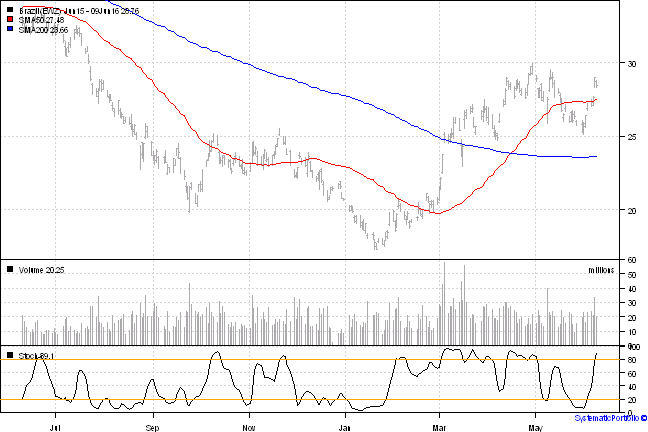 Brazil(EWZ) - Jun 15 - 09Jun16 28.76
SMA50 27.48
SMA200 23.66
30
25
20
Volume 20.25
millions
60
50
40
30
20
10
0
Stock 89.1
100
80
60
40
20
0
Jul
Sep
Nov
Jan
Mar
May
SystematicPortfolio ©